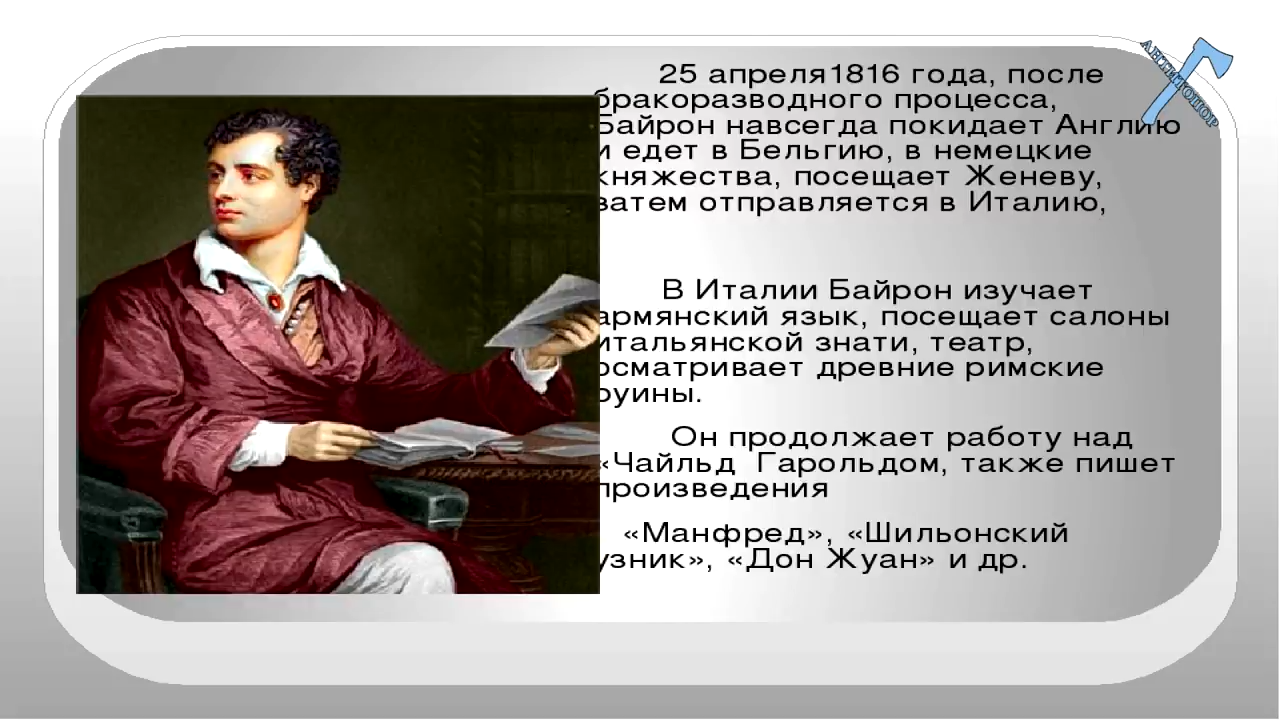 25 апреля1816 года, после
бракоразводного процесса,
Байрон навсегда покидает Англию
и едет в Бельгию, в немецкие
княжества, посещает Женеву,
затем отправляется в Италию,
В Италии Байрон изучает
армянский язык, посещает салоны
итальянской знати, театр,
осматривает древние римские
руины.
Он продолжает работу над
«Чайльд Гарольдом, также пишет
произведения
«Манфред», «Шильонский
узник», «Дон Жуан» и др.
АНТИТОПОР